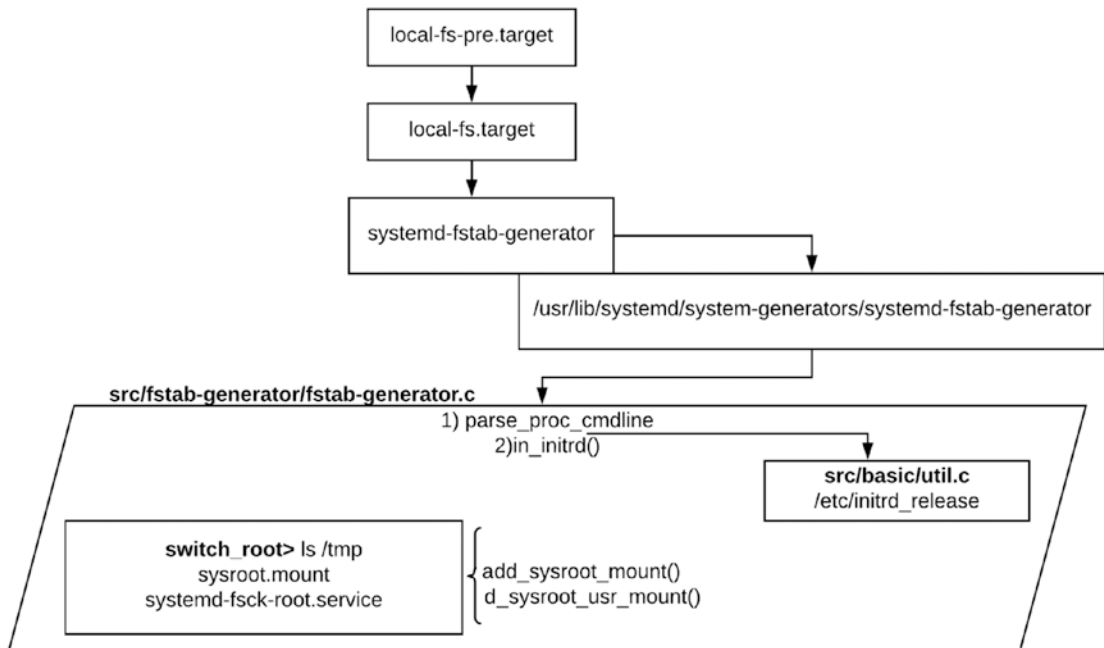 local-fs-pre.target
local-fs.target
systemd-fstab-generator
/usr/lib/systemd/system-generators/systemd-fstab-generator
src/fstab-generator/fstab-generator.c
1) parse_proc_cmdline
2)in_initrd()
src/basic/util.c
/etc/initrd_release
switch_root> ls /tmp
sysroot.mount
systemd-fsck-root.service
add_sysroot_mount()
d_sysroot_usr_mount()